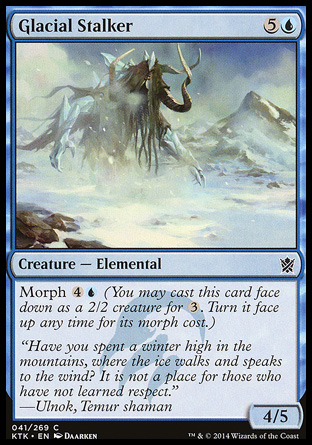 Glacial Stalker 5
Creature — Elemental
Morph 4 (You may cast this card face
down as a 2/2 creature for 3. Turn it face
up any time for its morph cost.)
"Have you spent a winter high in the
mountains, where the ice walks and speaks
to the wind? It is not a place for those who
have not learned respect."
—Ulnok, Temur shaman
4/5
041/269 C
KTK • EN Daarken ™ & © 2014 Wizards of the Coast